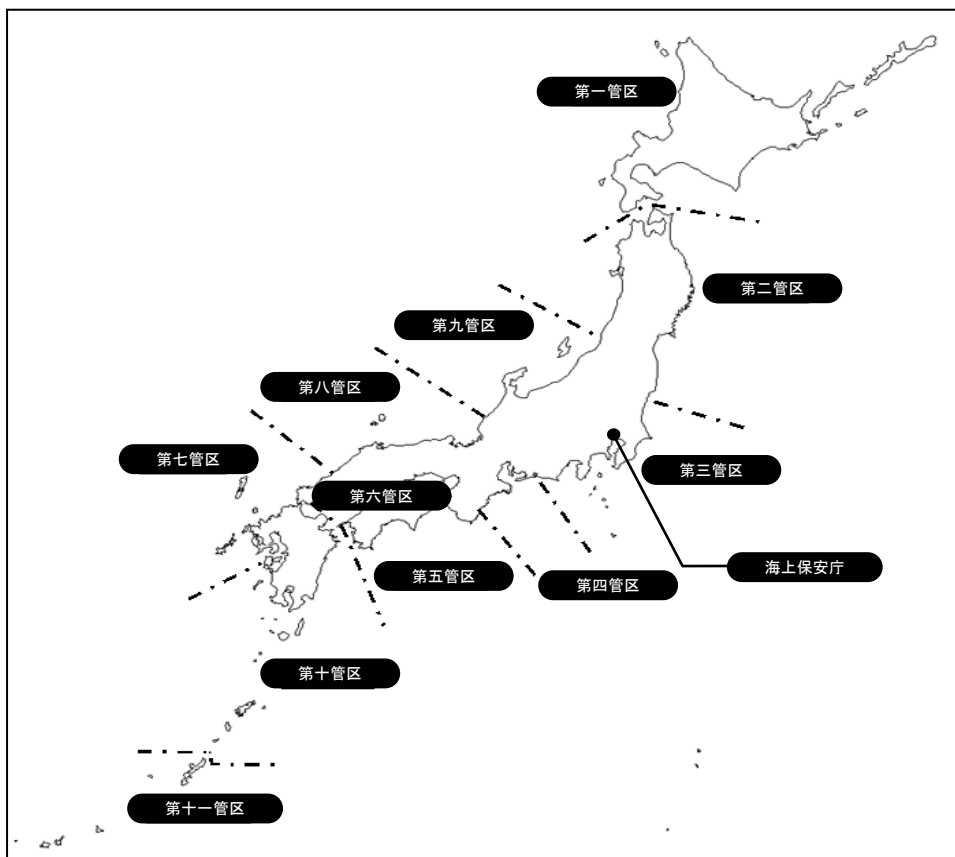 第一管区
第二管区
第九管区
第八管区
第七管区
第三管区
第六管区
海上保安庁
第五管区
第四管区
第十管区
第十一管区